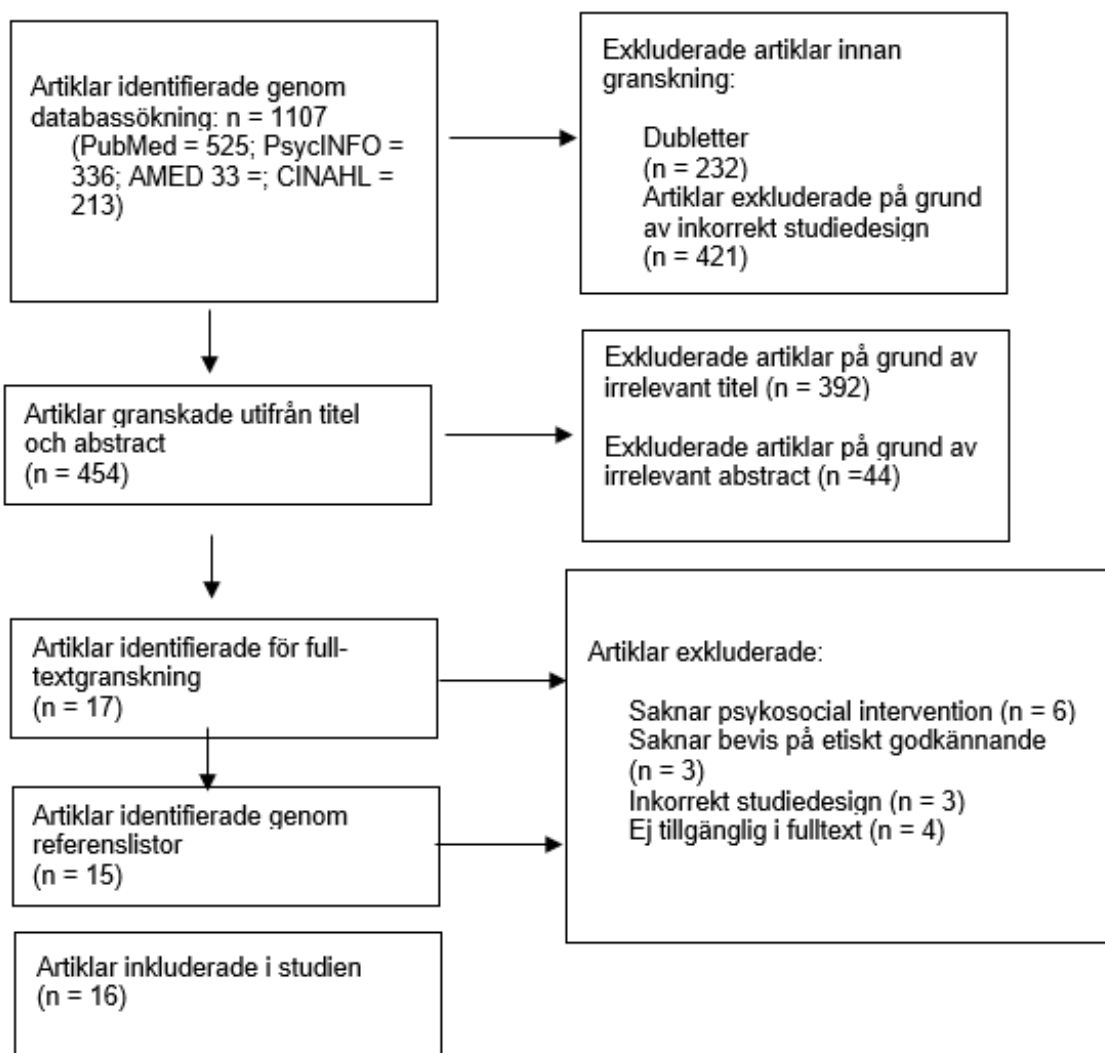 Artiklar identifierade genom
databassökning: n = 1107
(PubMed = 525; PsycINFO =
336; AMED 33 =; CINAHL =
213)
Exkluderade artiklar innan
granskning:
Dubletter
(n = 232)
Artiklar exkluderade på grund
av inkorrekt studiedesign
(n = 421)
Artiklar granskade utifrån titel
och abstract
(n = 454)
Exkluderade artiklar på grund av
irrelevant titel (n = 392)
Exkluderade artiklar på grund av
irrelevant abstract (n =44)
Artiklar identifierade för full-
textgranskning
(n = 17)
Artiklar identifierade genom
referenslistor
(n = 15)
Artiklar exkluderade:
Saknar psykosocial intervention (n = 6)
Saknar bevis på etiskt godkännande
(n = 3)
Inkorrekt studiedesign (n = 3)
Ej tillgänglig i fulltext (n = 4)
Artiklar inkluderade i studien
(n = 16)